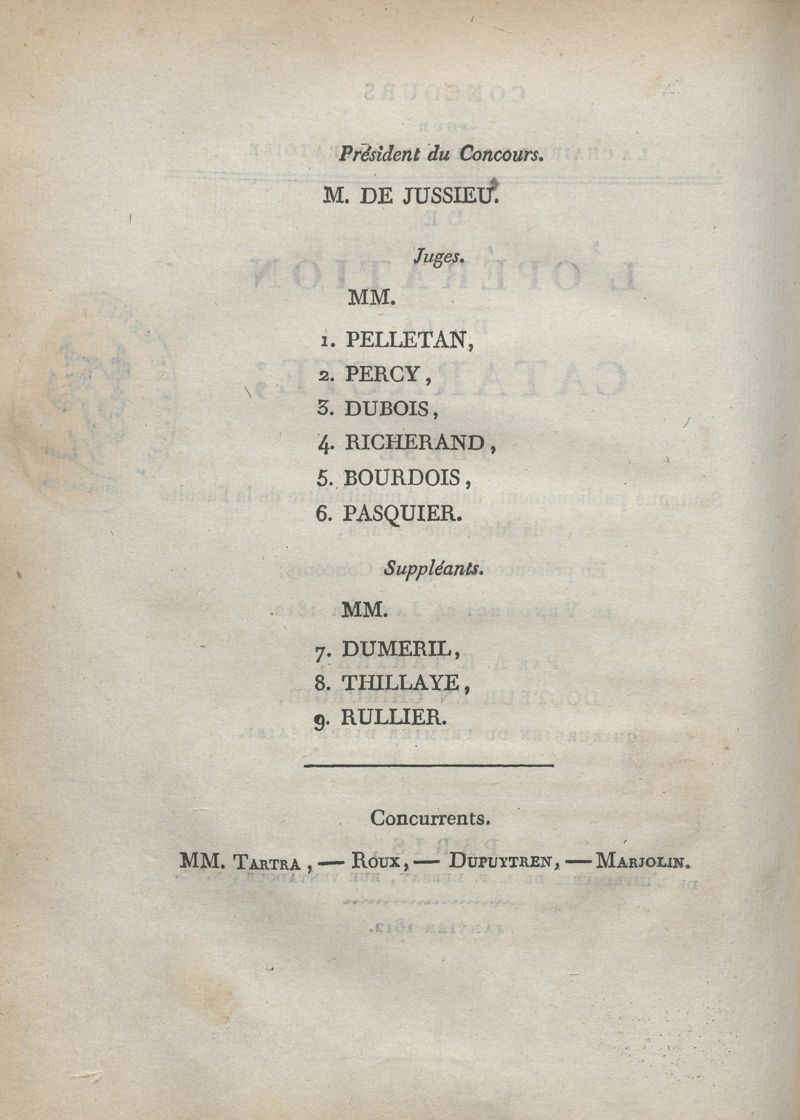 Président du Concours.
M. DE JUSSIEU.
Juges.
MM.
1. PELLETAN,
2. PERCY,
3. DUBOIS,
4. RICHERAND,
5. BOURDOIS,
6. PASQUIER.
Suppléants.
MM.
7. DUMERIL,
8. THILLAYE,
9. RULLIER.
Concurrents.
MM. TARTRA, — ROUX, — DUPUYTREN, — MARJOLIN.